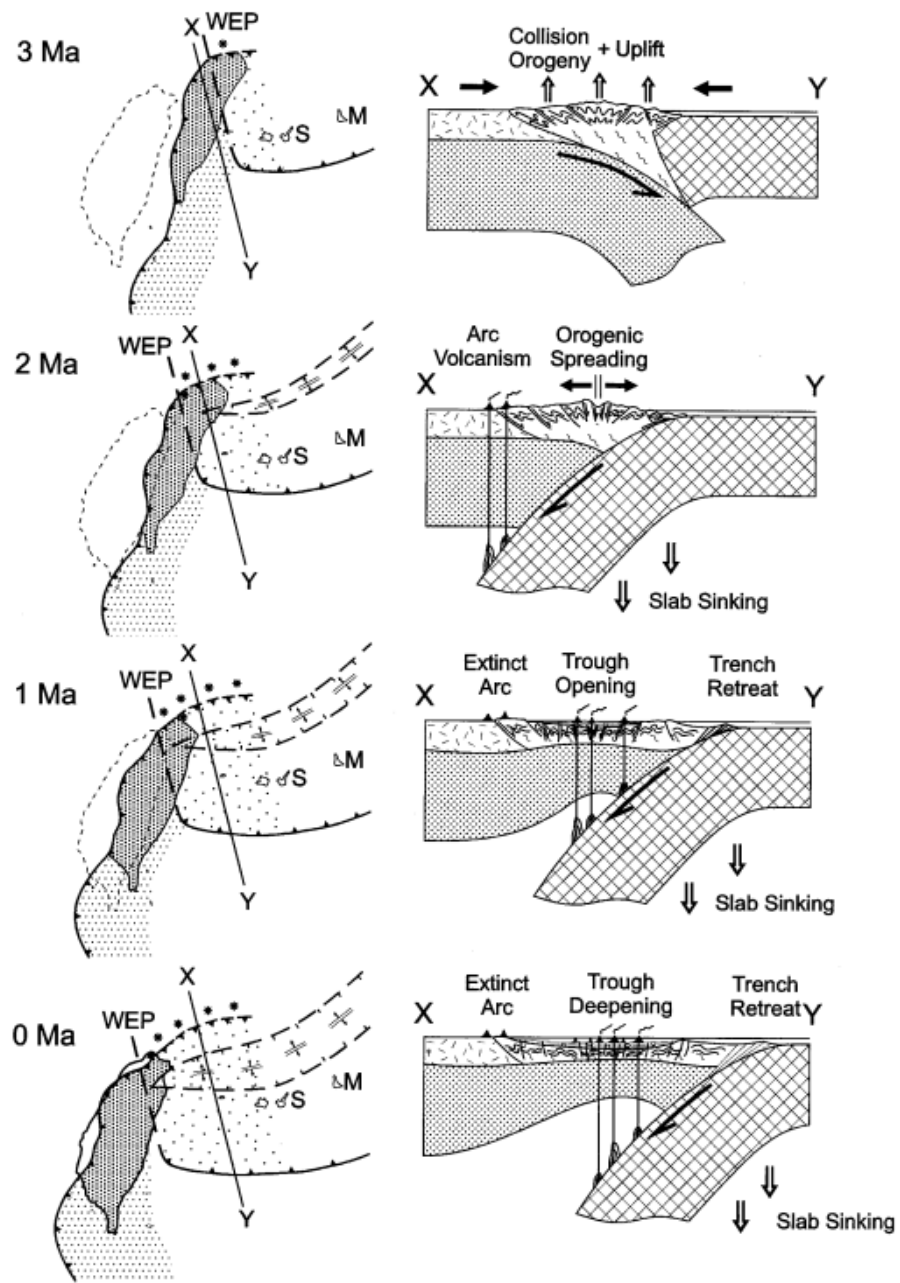 3 Ma
X WEP
S
M
Y
Collision
Orogeny + Uplift
X Y
2 Ma
WEP X
S
M
Y
Arc
Volcanism
Orogenic
Spreading
X Y
Slab Sinking
1 Ma
X
WEP
S
M
Y
Extinct
Arc
Trough
Opening
Trench
Retreat
X Y
Slab Sinking
0 Ma
X
WEP
M
S
Y
Extinct
Arc
Trough
Deepening
Trench
Retreat
X Y
Slab Sinking